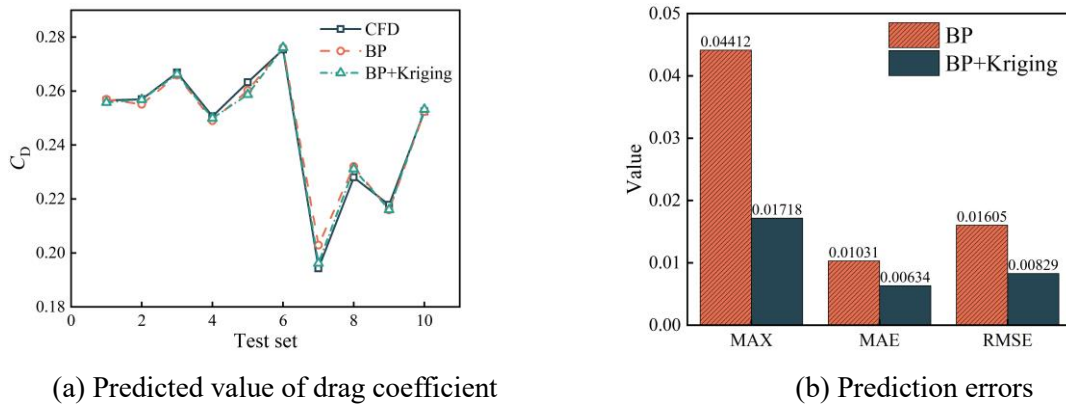 0.28
0.26
0.24
0.22
0.20
0.18
C_D
CFD
BP
BP+Kriging
0 2 4 6 8 10
Test set
(a) Predicted value of drag coefficient
0.05
0.04
0.03
0.02
0.01
0.00
Value
BP
BP+Kriging
0.04412
0.01718
0.01031
0.00634
0.01605
0.00829
MAX MAE RMSE
(b) Prediction errors